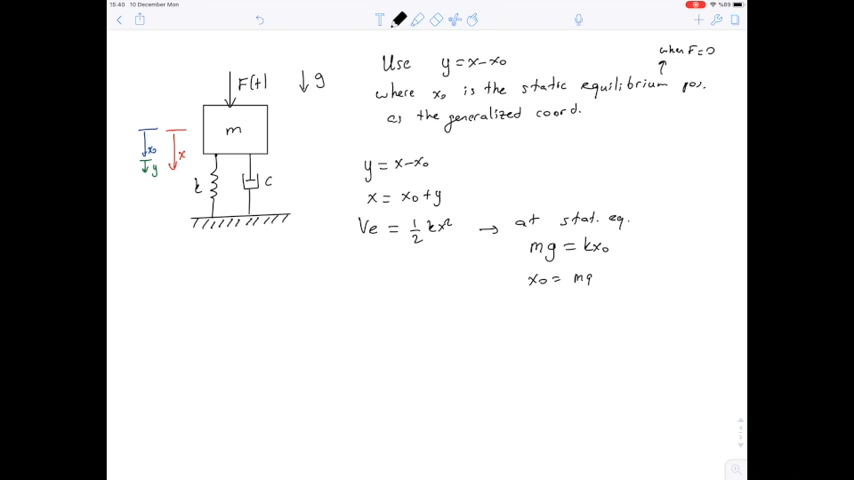 15:40 10 December Mon
%89
when F=0
Use y = x-x₀
where x₀ is the static equilibrium pos.
as the generalized coord.
F(t)
g
m
x₀
x
y
k
c
y = x-x₀
x = x₀+y
Ve = 1/2 kx² → at stat. eq.
mg = kx₀
x₀ = mg